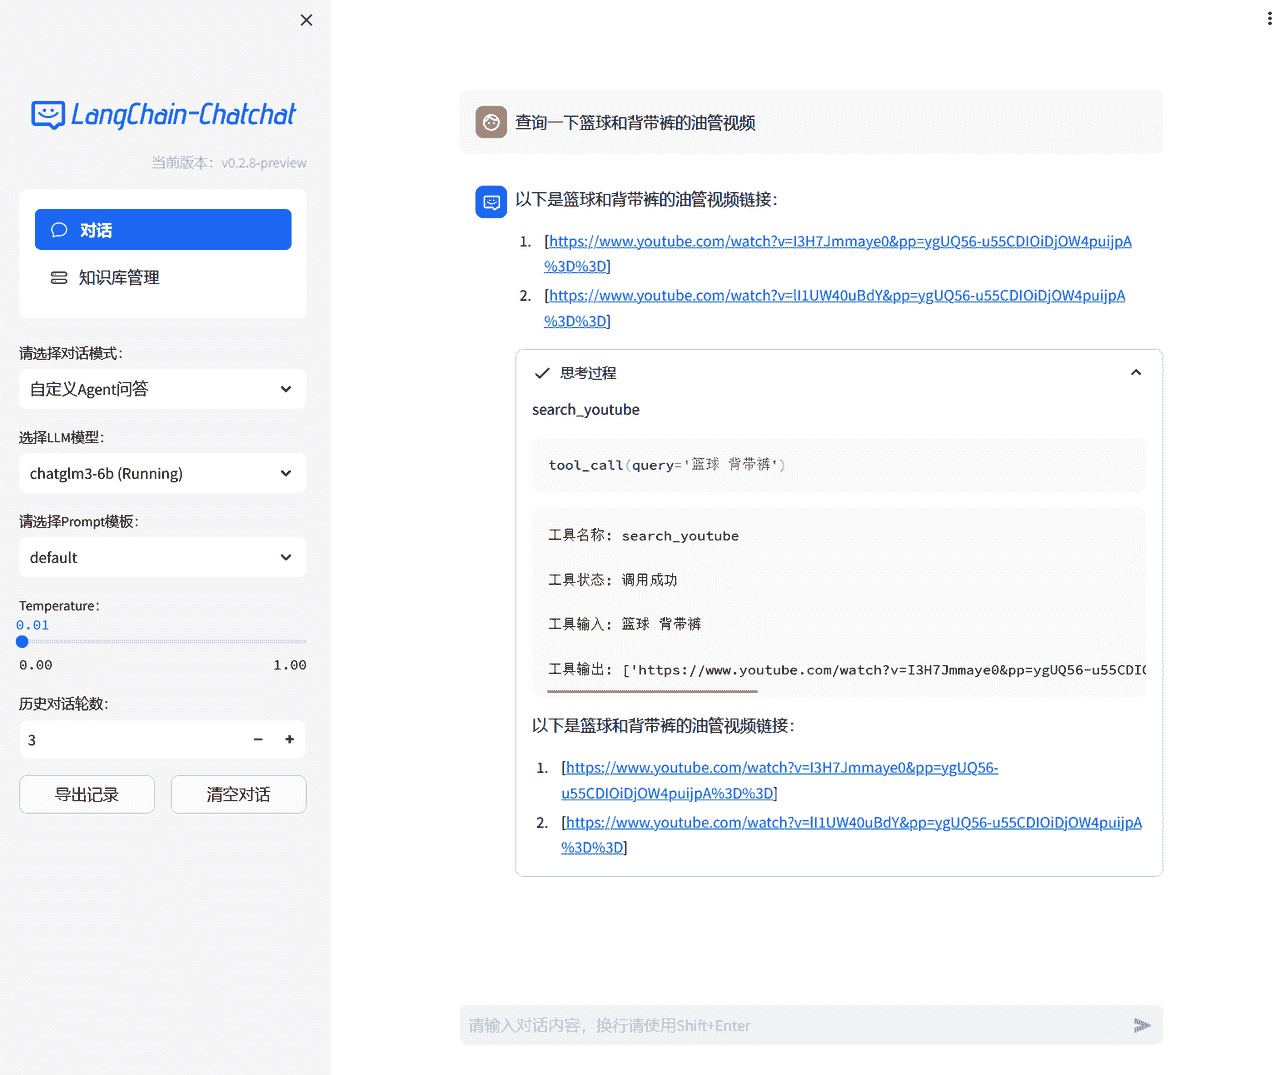 LangChain-Chatchat
当前版本：v0.2.8-preview
对话
知识库管理
请选择对话模式：
自定义Agent问答
选择LLM模型：
chatglm3-6b (Running)
请选择Prompt模板：
default
Temperature：
0.01
0.00 1.00
历史对话轮数：
3
导出记录 清空对话
查询一下篮球和背带裤的油管视频
以下是篮球和背带裤的油管视频链接：
1. [https://www.youtube.com/watch?v=I3H7Jmmaye0&pp=ygUQ56-u55CDIOiDjOW4puijpA
%3D%3D]
2. [https://www.youtube.com/watch?v=lI1UW40uBdY&pp=ygUQ56-u55CDIOiDjOW4puijpA
%3D%3D]
思考过程
search_youtube
tool_call(query='篮球 背带裤')
工具名称: search_youtube
工具状态: 调用成功
工具输入: 篮球 背带裤
工具输出: ['https://www.youtube.com/watch?v=I3H7Jmmaye0&pp=ygUQ56-u55CDIO
以下是篮球和背带裤的油管视频链接：
1. [https://www.youtube.com/watch?v=I3H7Jmmaye0&pp=ygUQ56-
u55CDIOiDjOW4puijpA%3D%3D]
2. [https://www.youtube.com/watch?v=lI1UW40uBdY&pp=ygUQ56-u55CDIOiDjOW4puijpA
%3D%3D]
请输入对话内容，换行请使用Shift+Enter